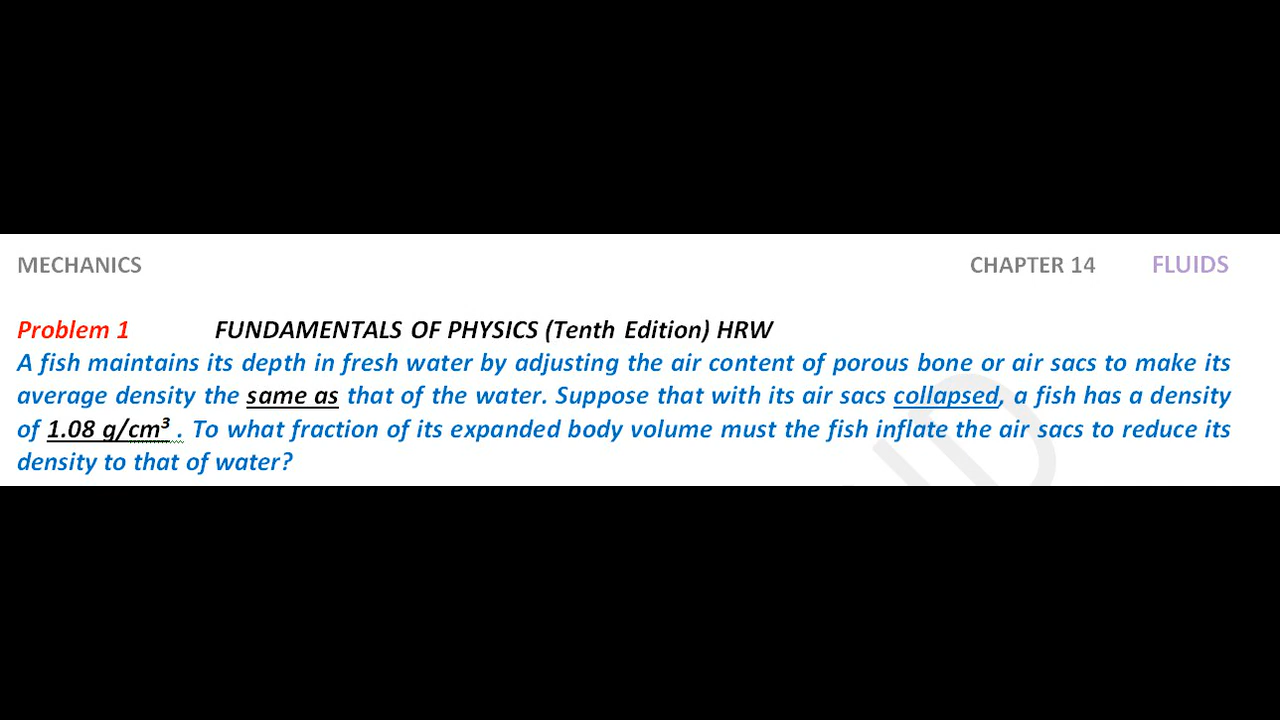 MECHANICS CHAPTER 14 FLUIDS
Problem 1 FUNDAMENTALS OF PHYSICS (Tenth Edition) HRW
A fish maintains its depth in fresh water by adjusting the air content of porous bone or air sacs to make its
average density the same as that of the water. Suppose that with its air sacs collapsed, a fish has a density
of 1.08 g/cm³ . To what fraction of its expanded body volume must the fish inflate the air sacs to reduce its
density to that of water?